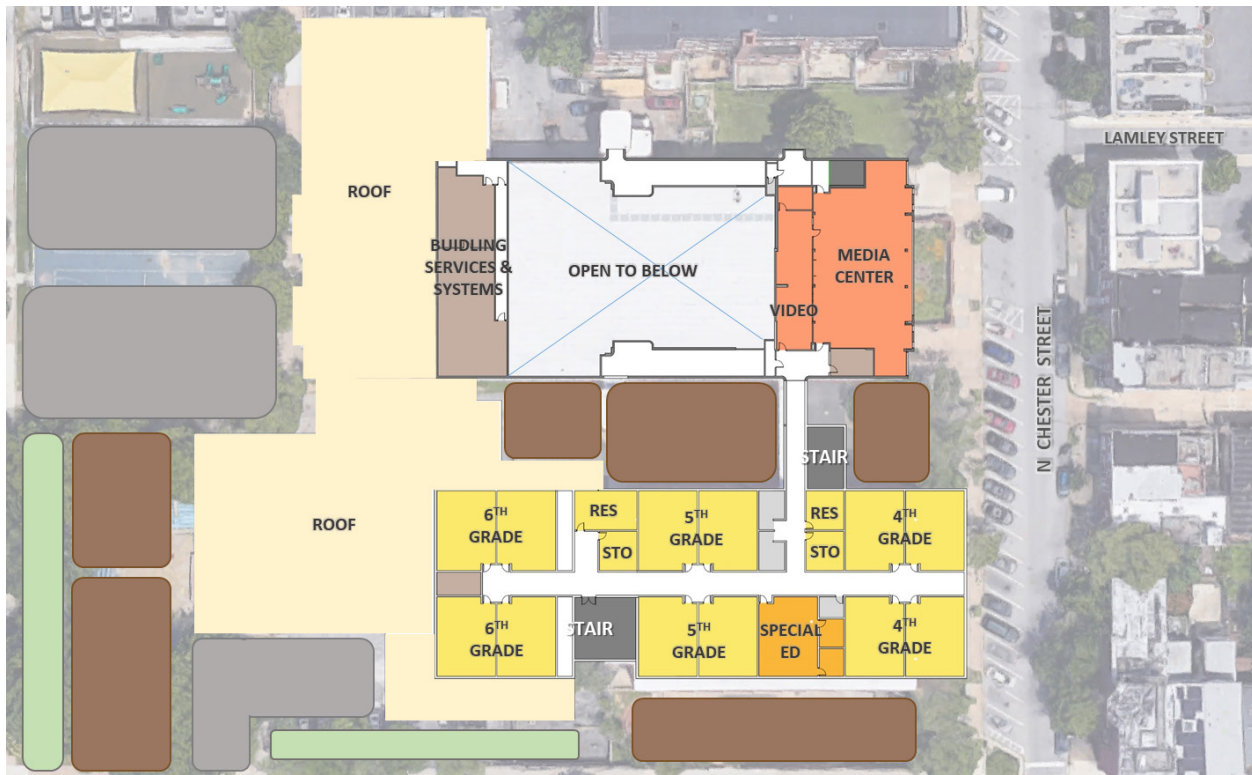 LAMLEY STREET
ROOF
BUIDLING
SERVICES &
SYSTEMS
OPEN TO BELOW
MEDIA
CENTER
VIDEO
N CHESTER STREET
STAIR
ROOF
6TH
GRADE
RES
STO
5TH
GRADE
RES
STO
4TH
GRADE
6TH
GRADE
STAIR
5TH
GRADE
SPECIAL
ED
4TH
GRADE